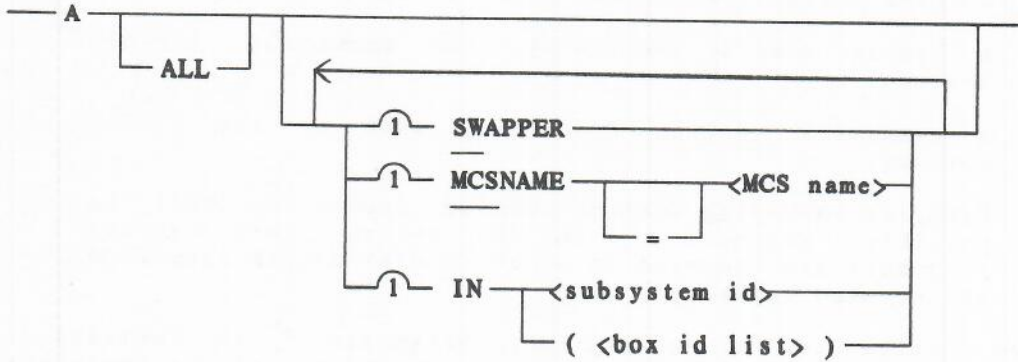 A
ALL
1 SWAPPER
1 MCSNAME <MCS name>
=
1 IN <subsystem id>
( <box id list> )